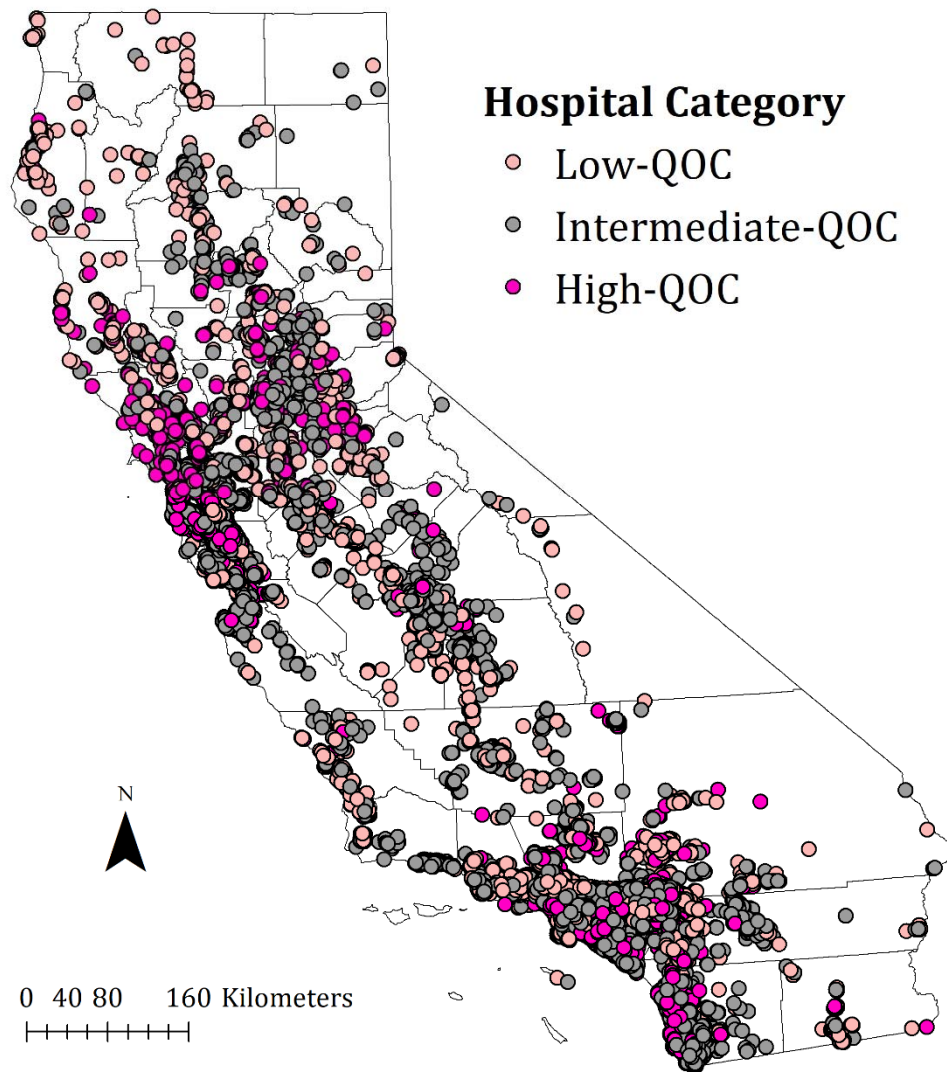 Hospital Category
Low-QOC
Intermediate-QOC
High-QOC
N
0 40 80 160 Kilometers